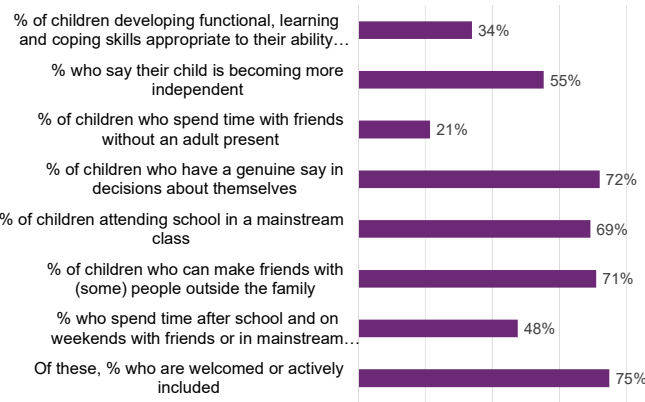 % of children developing functional, learning
and coping skills appropriate to their ability…
34%
% who say their child is becoming more
independent
55%
% of children who spend time with friends
without an adult present
21%
% of children who have a genuine say in
decisions about themselves
72%
% of children attending school in a mainstream
class
69%
% of children who can make friends with
(some) people outside the family
71%
% who spend time after school and on
weekends with friends or in mainstream…
48%
Of these, % who are welcomed or actively
included
75%